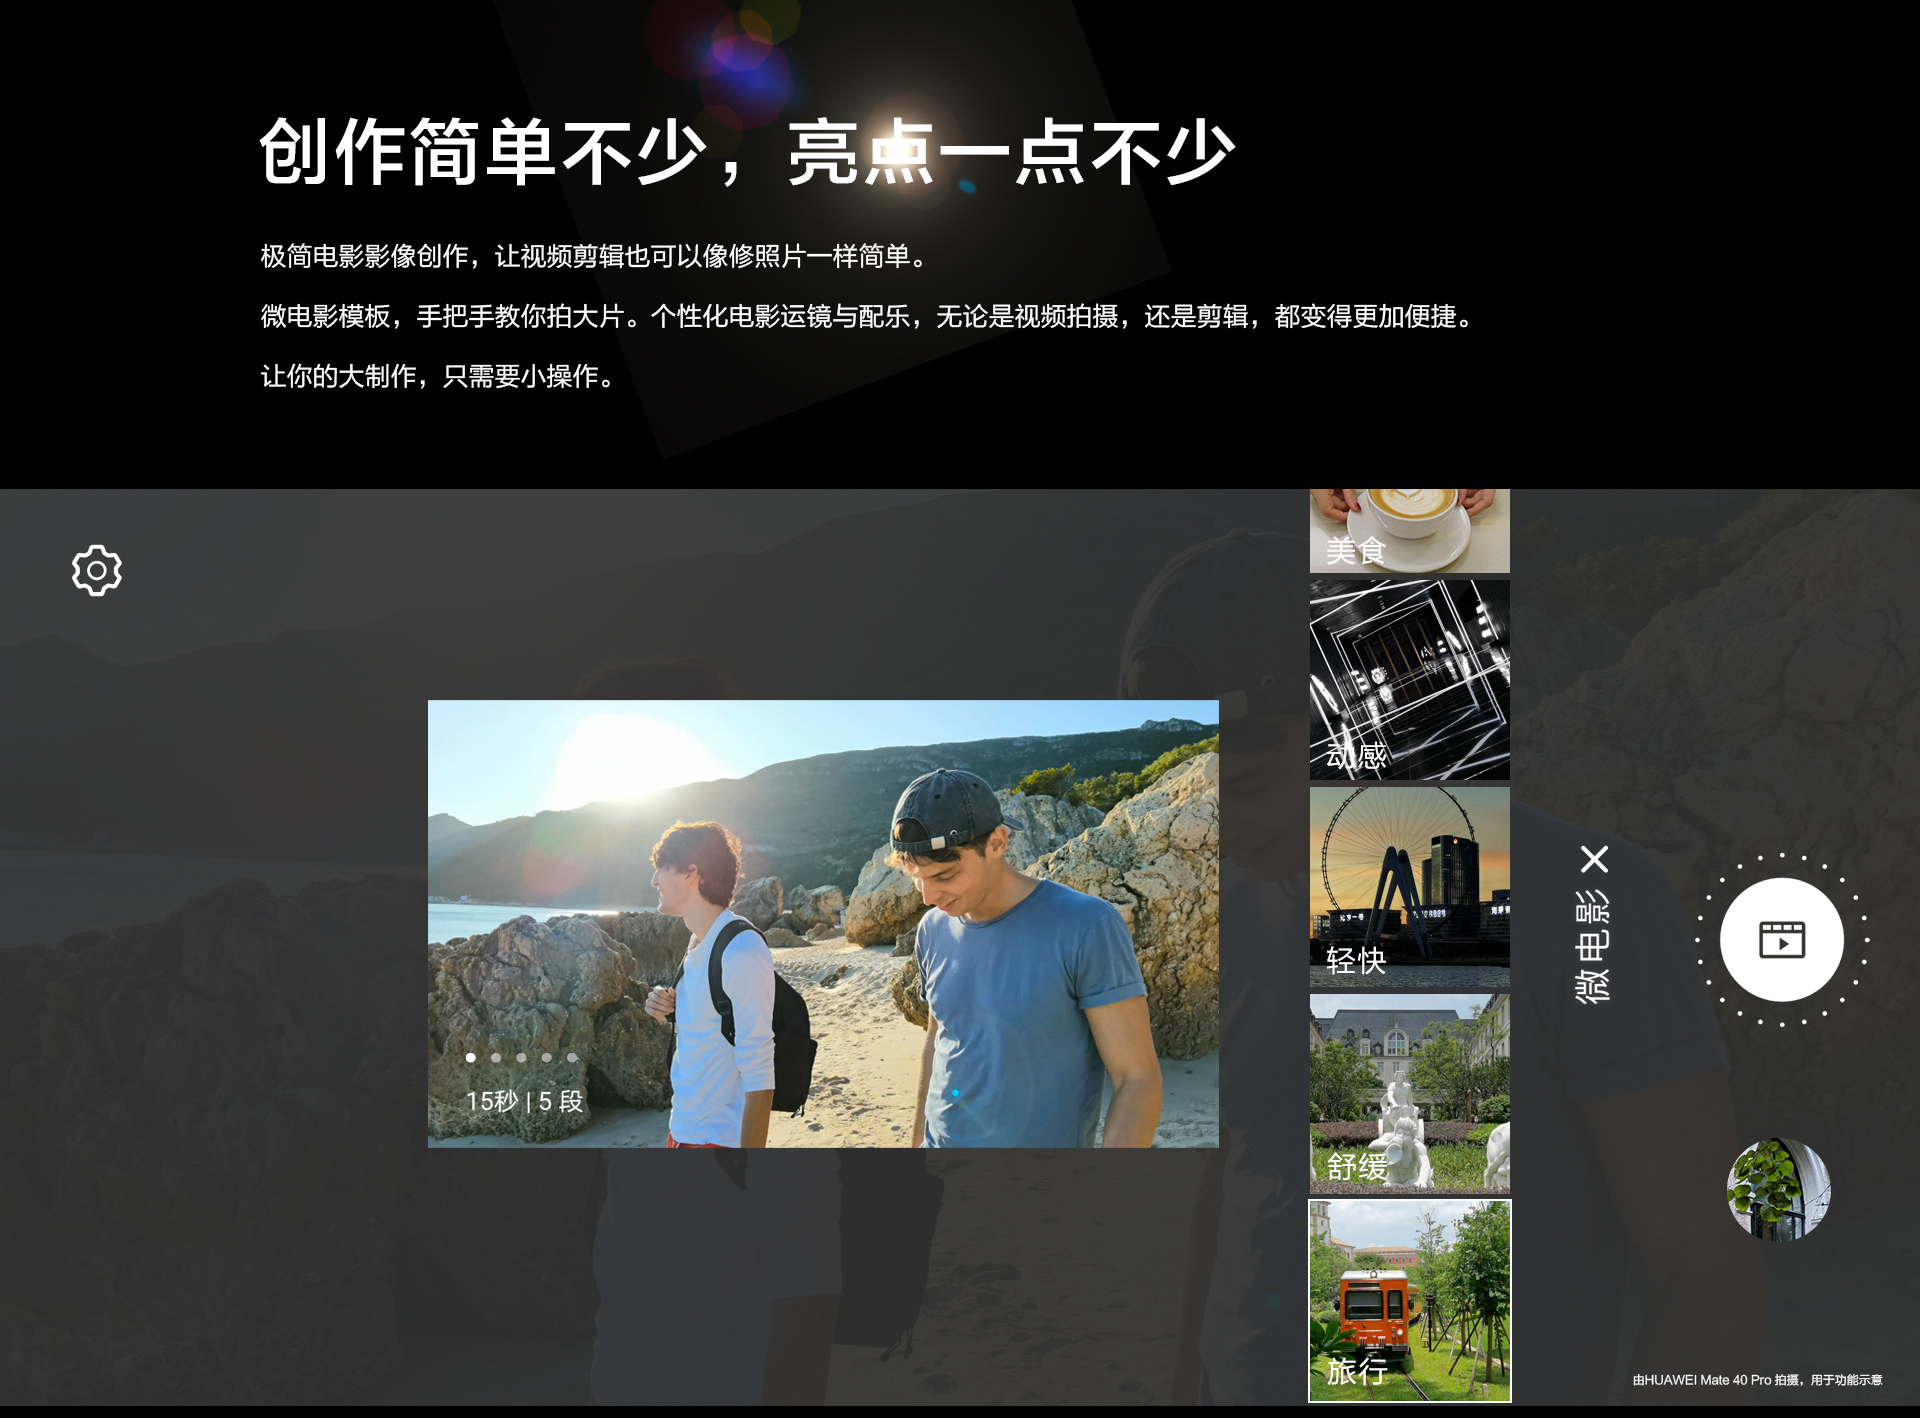 创作简单不少，亮点一点不少
极简电影影像创作，让视频剪辑也可以像修照片一样简单。
微电影模板，手把手教你拍大片。个性化电影运镜与配乐，无论是视频拍摄，还是剪辑，都变得更加便捷。
让你的大制作，只需要小操作。
美食
动感
轻快
微电影
15秒 | 5 段
舒缓
旅行
由HUAWEI Mate 40 Pro 拍摄，用于功能示意